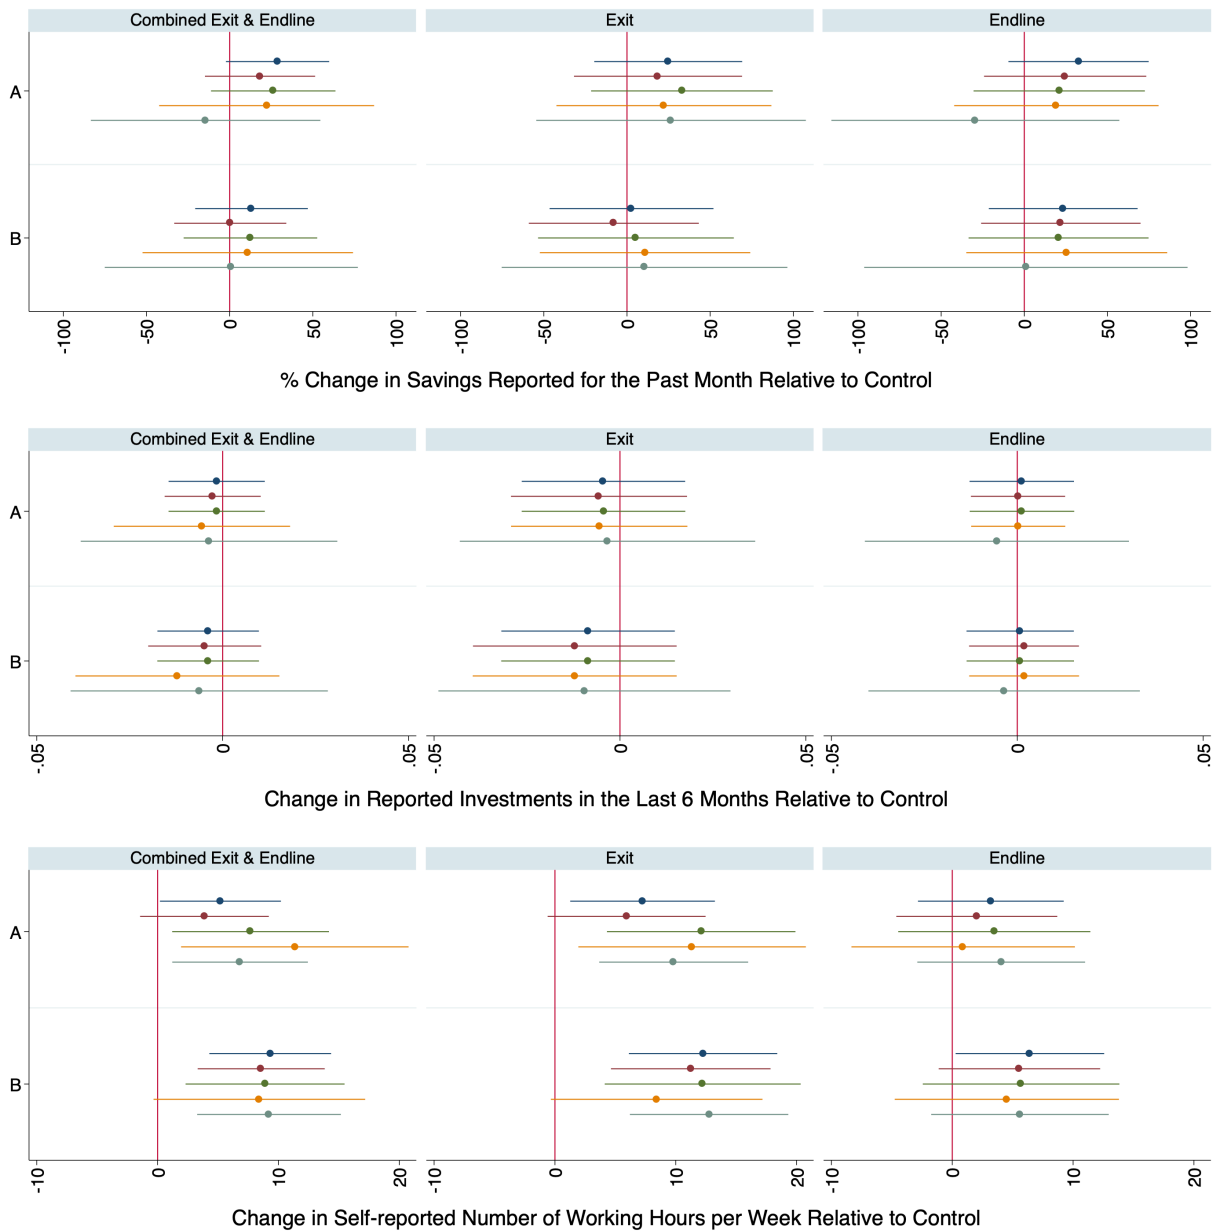 Combined Exit & Endline Exit Endline
A
B
-100 -50 0 50 100 -100 -50 0 50 100 -100 -50 0 50 100
% Change in Savings Reported for the Past Month Relative to Control
Combined Exit & Endline Exit Endline
A
B
-.05 0 .05 -.05 0 .05 -.05 0 .05
Change in Reported Investments in the Last 6 Months Relative to Control
Combined Exit & Endline Exit Endline
A
B
-10 0 10 20 -10 0 10 20 -10 0 10 20
Change in Self-reported Number of Working Hours per Week Relative to Control